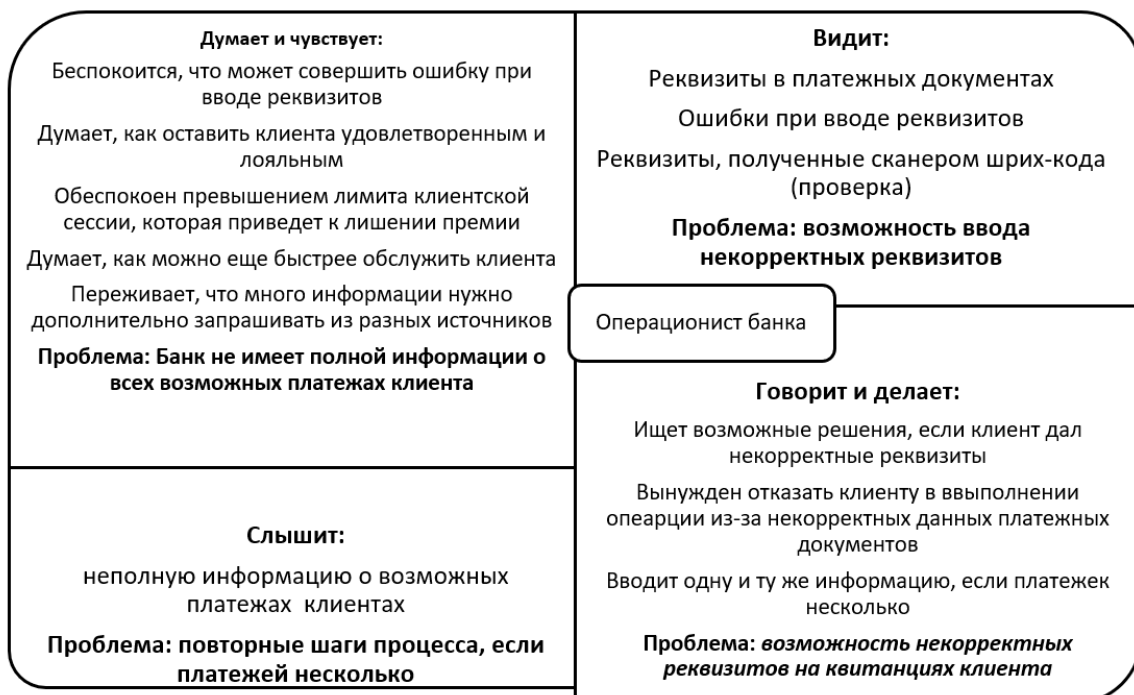 Думает и чувствует:
Беспокоится, что может совершить ошибку при
вводе реквизитов
Думает, как оставить клиента удовлетворенным и
лояльным
Обеспокоен превышением лимита клиентской
сессии, которая приведет к лишении премии
Думает, как можно еще быстрее обслужить клиента
Переживает, что много информации нужно
дополнительно запрашивать из разных источников
Проблема: Банк не имеет полной информации о
всех возможных платежах клиента
Видит:
Реквизиты в платежных документах
Ошибки при вводе реквизитов
Реквизиты, полученные сканером шрих-кода
(проверка)
Проблема: возможность ввода
некорректных реквизитов
Операционист банка
Слышит:
неполную информацию о возможных
платежах клиентах
Проблема: повторные шаги процесса, если
платежей несколько
Говорит и делает:
Ищет возможные решения, если клиент дал
некорректные реквизиты
Вынужден отказать клиенту в ввыполнении
опеарции из-за некорректных данных платежных
документов
Вводит одну и ту же информацию, если платежек
несколько
Проблема: возможность некорректных
реквизитов на квитанциях клиента